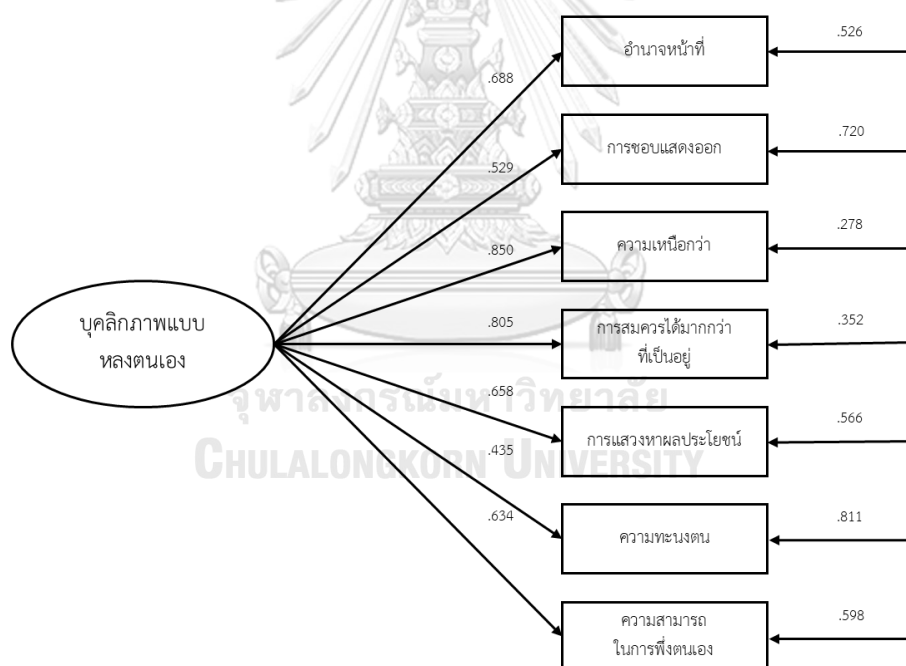 อำนาจหน้าที่
.526
.688
การชอบแสดงออก
.720
.529
ความเหนือกว่า
.278
.850
บุคลิกภาพแบบ
หลงตนเอง
.805
การสมควรได้มากกว่า
ที่เป็นอยู่
.352
.658
จุฬาลงกรณ์มหาวิทยาลัย
การแสวงหาผลประโยชน์
.566
.435
CHULALONGKORN UNIVERSITY
.634
ความทะนงตน
.811
ความสามารถ
ในการพึ่งตนเอง
.598